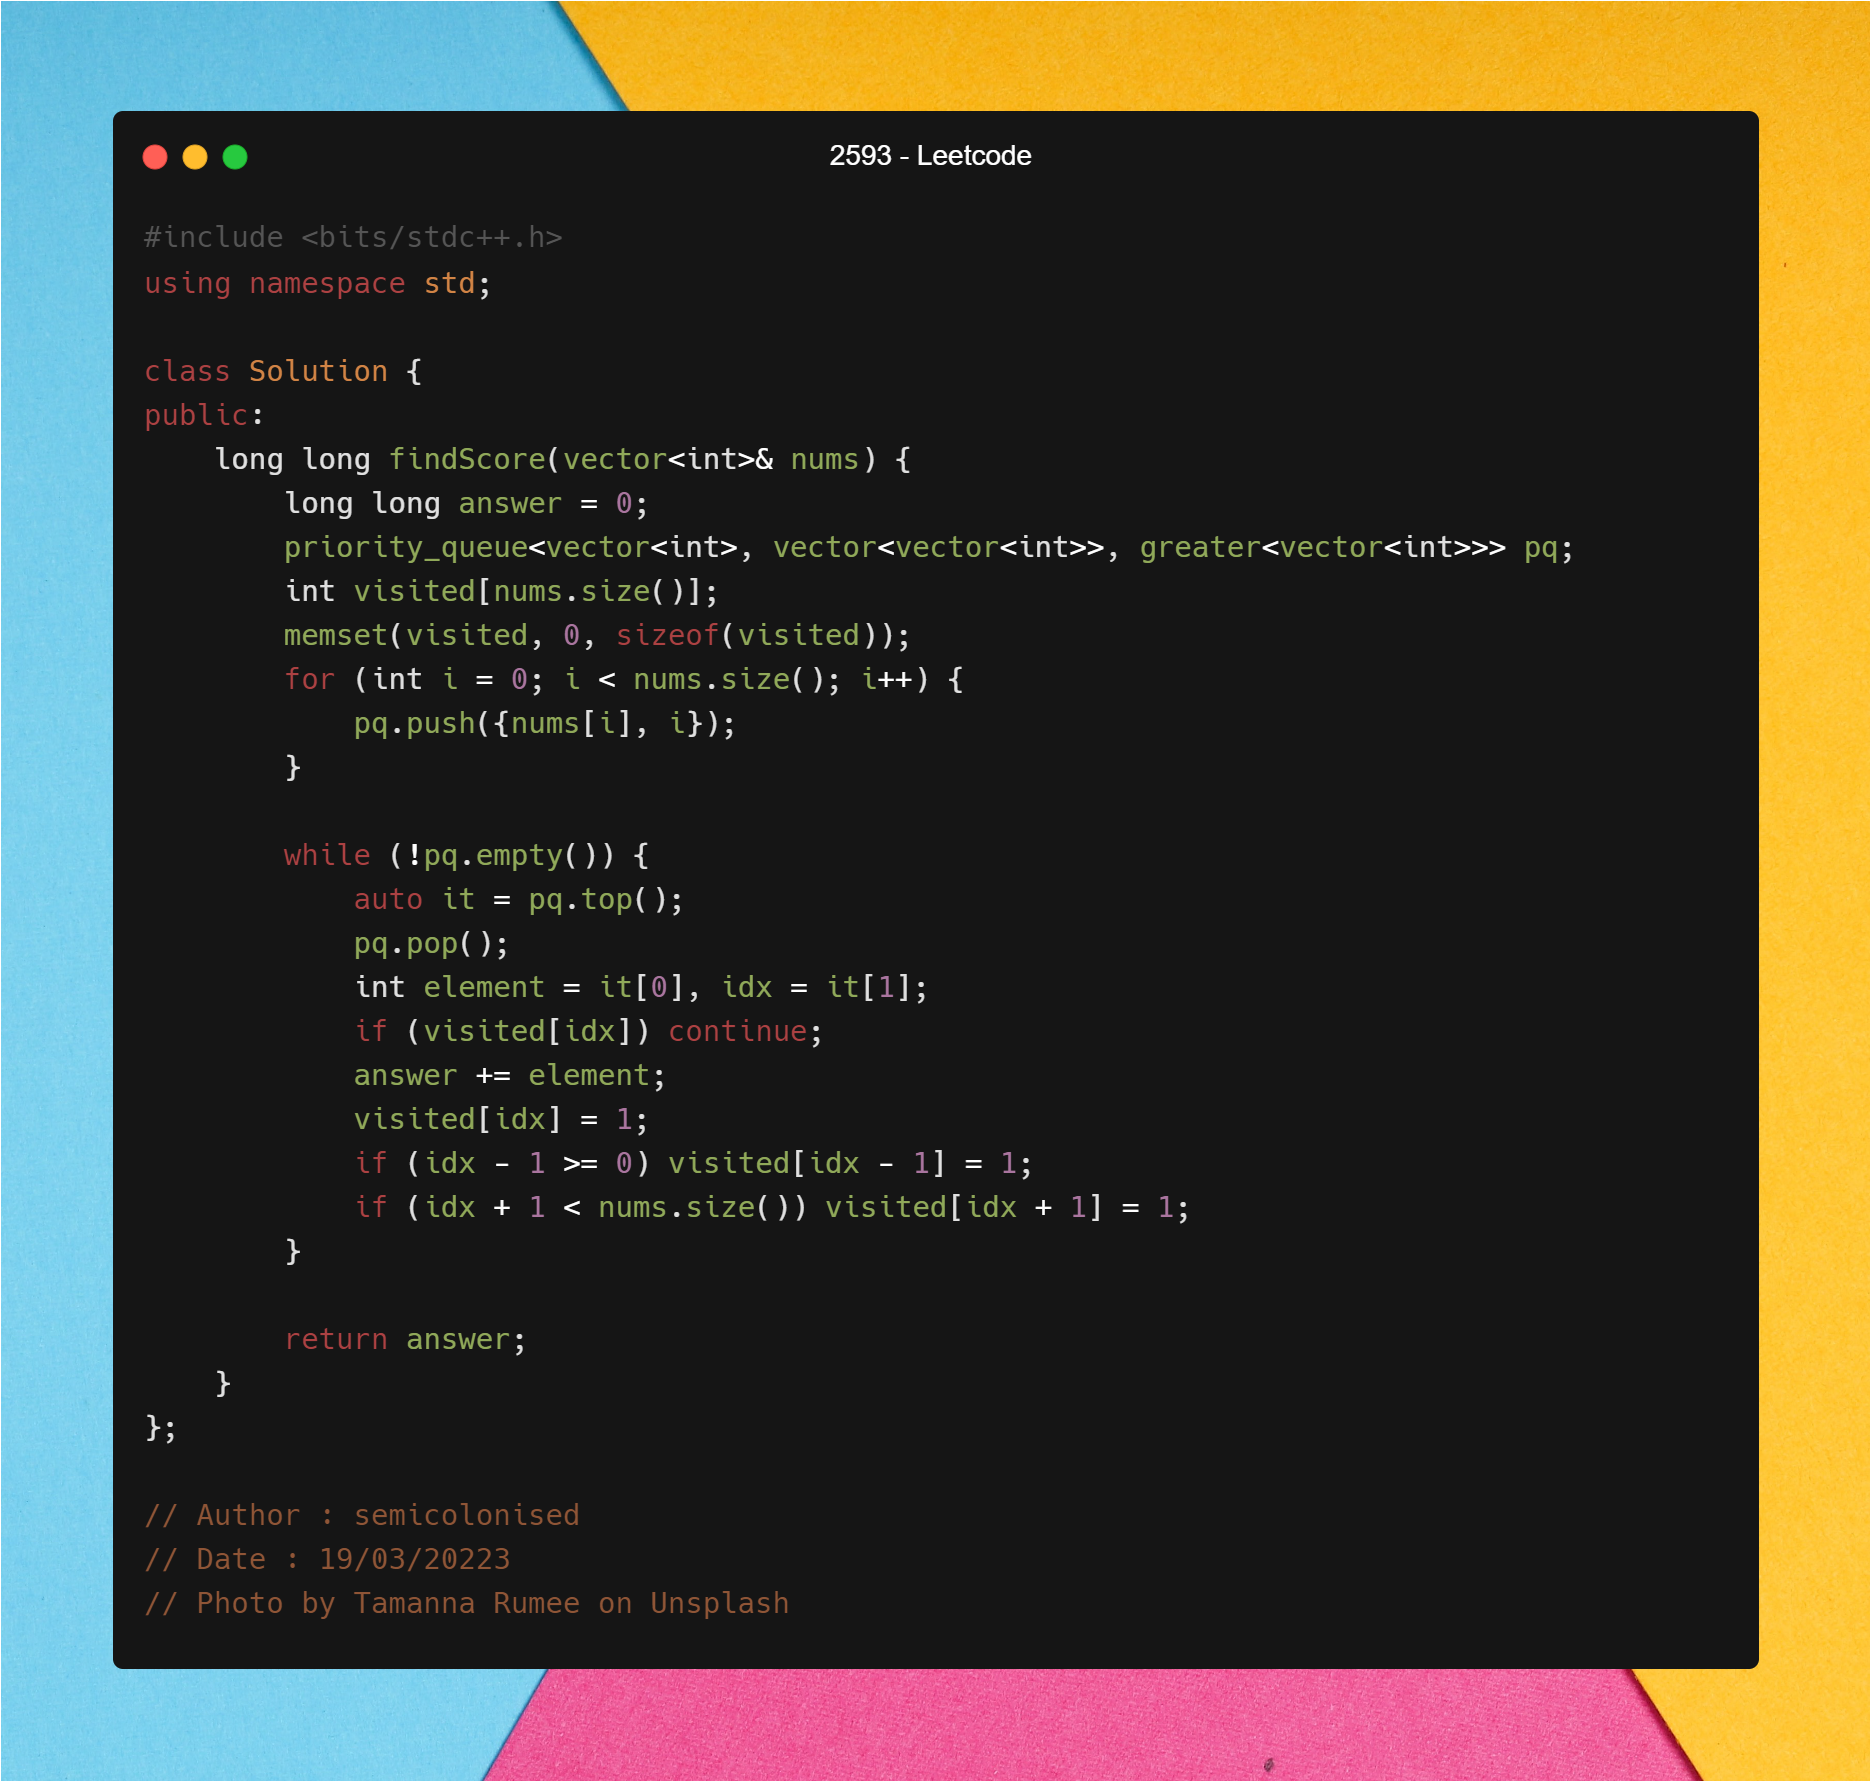 2593 - Leetcode
#include <bits/stdc++.h>
using namespace std;
class Solution {
public:
    long long findScore(vector<int>& nums) {
        long long answer = 0;
        priority_queue<vector<int>, vector<vector<int>>, greater<vector<int>>> pq;
        int visited[nums.size()];
        memset(visited, 0, sizeof(visited));
        for (int i = 0; i < nums.size(); i++) {
            pq.push({nums[i], i});
        }
        while (!pq.empty()) {
            auto it = pq.top();
            pq.pop();
            int element = it[0], idx = it[1];
            if (visited[idx]) continue;
            answer += element;
            visited[idx] = 1;
            if (idx - 1 >= 0) visited[idx - 1] = 1;
            if (idx + 1 < nums.size()) visited[idx + 1] = 1;
        }
        return answer;
    }
};
// Author : semicolonised
// Date : 19/03/20223
// Photo by Tamanna Rumee on Unsplash